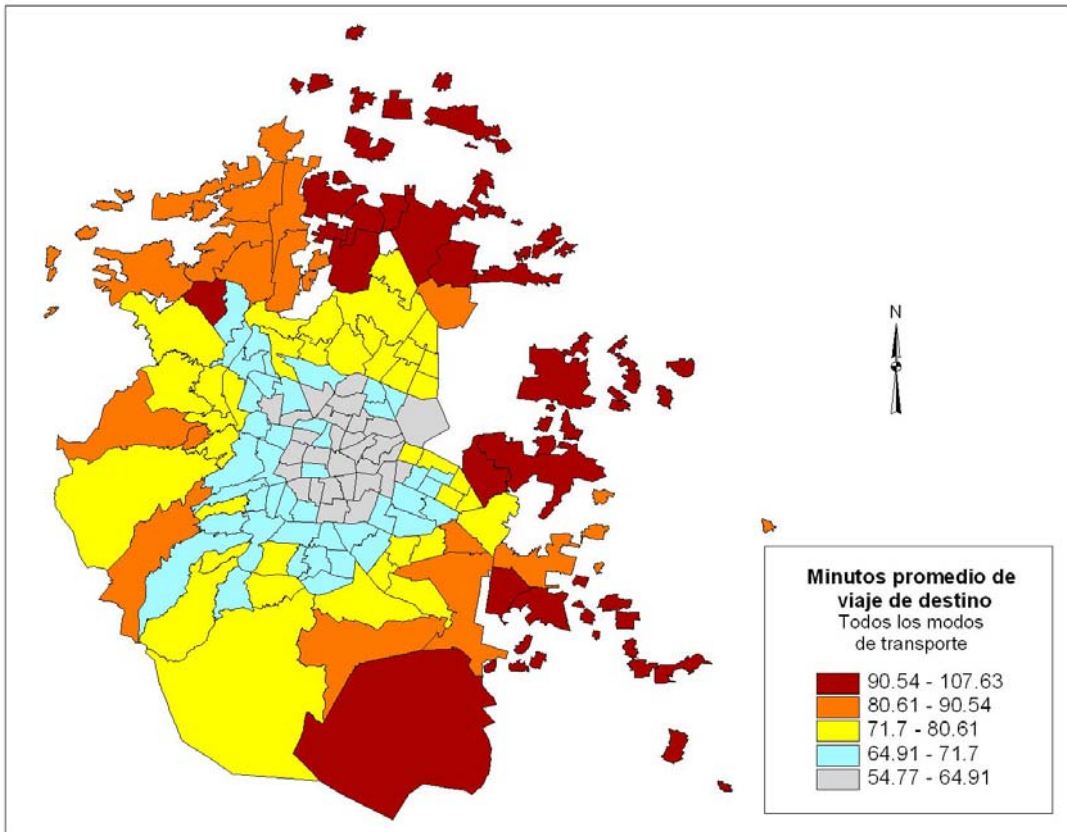 N
Minutos promedio de
viaje de destino
Todos los modos
de transporte
90.54 - 107.63
80.61 - 90.54
71.7 - 80.61
64.91 - 71.7
54.77 - 64.91